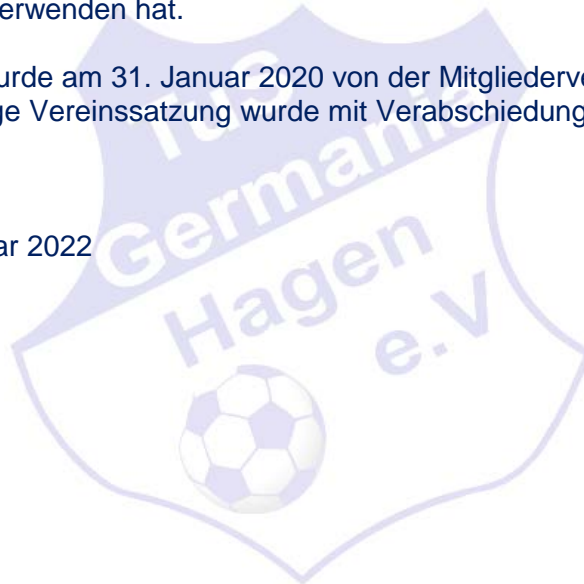 erwenden hat.
urde am 31. Januar 2020 von der Mitgliederve
ge Vereinssatzung wurde mit Verabschiedung
ar 2022
TuS
Germania
Hagen
e.V